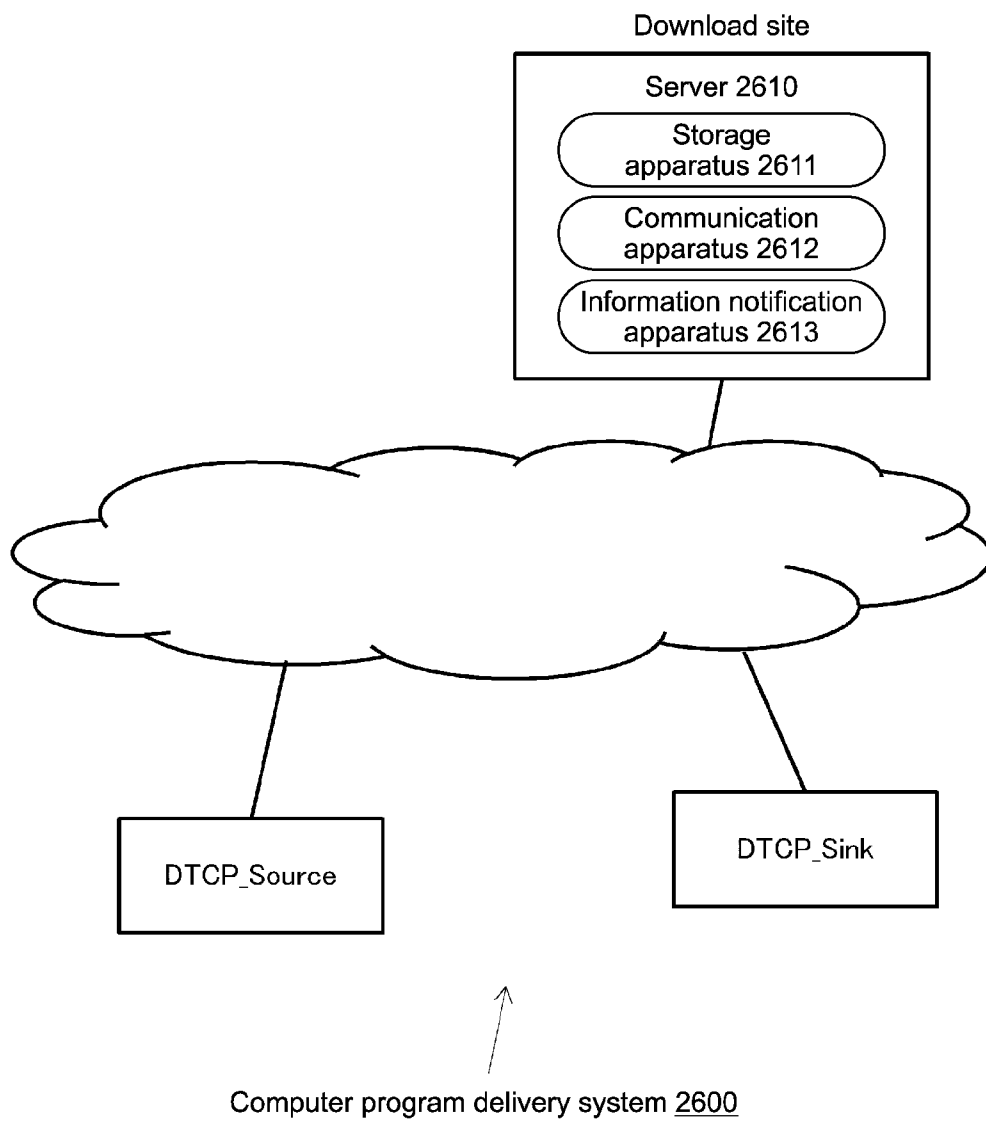 Download site
Server 2610
Storage
apparatus 2611
Communication
apparatus 2612
Information notification
apparatus 2613
DTCP_Source
DTCP_Sink
Computer program delivery system 2600